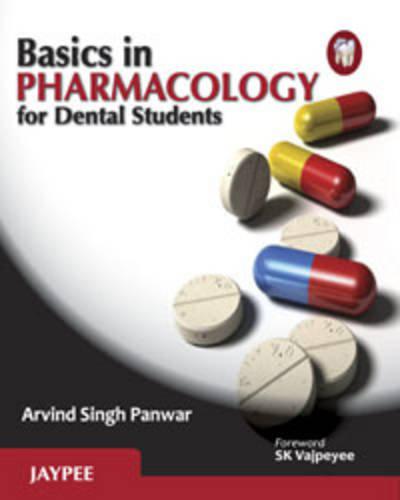 Basics in
PHARMACOLOGY
for Dental Students
Arvind Singh Panwar
Foreword
SK Vajpeyee
JAYPEE